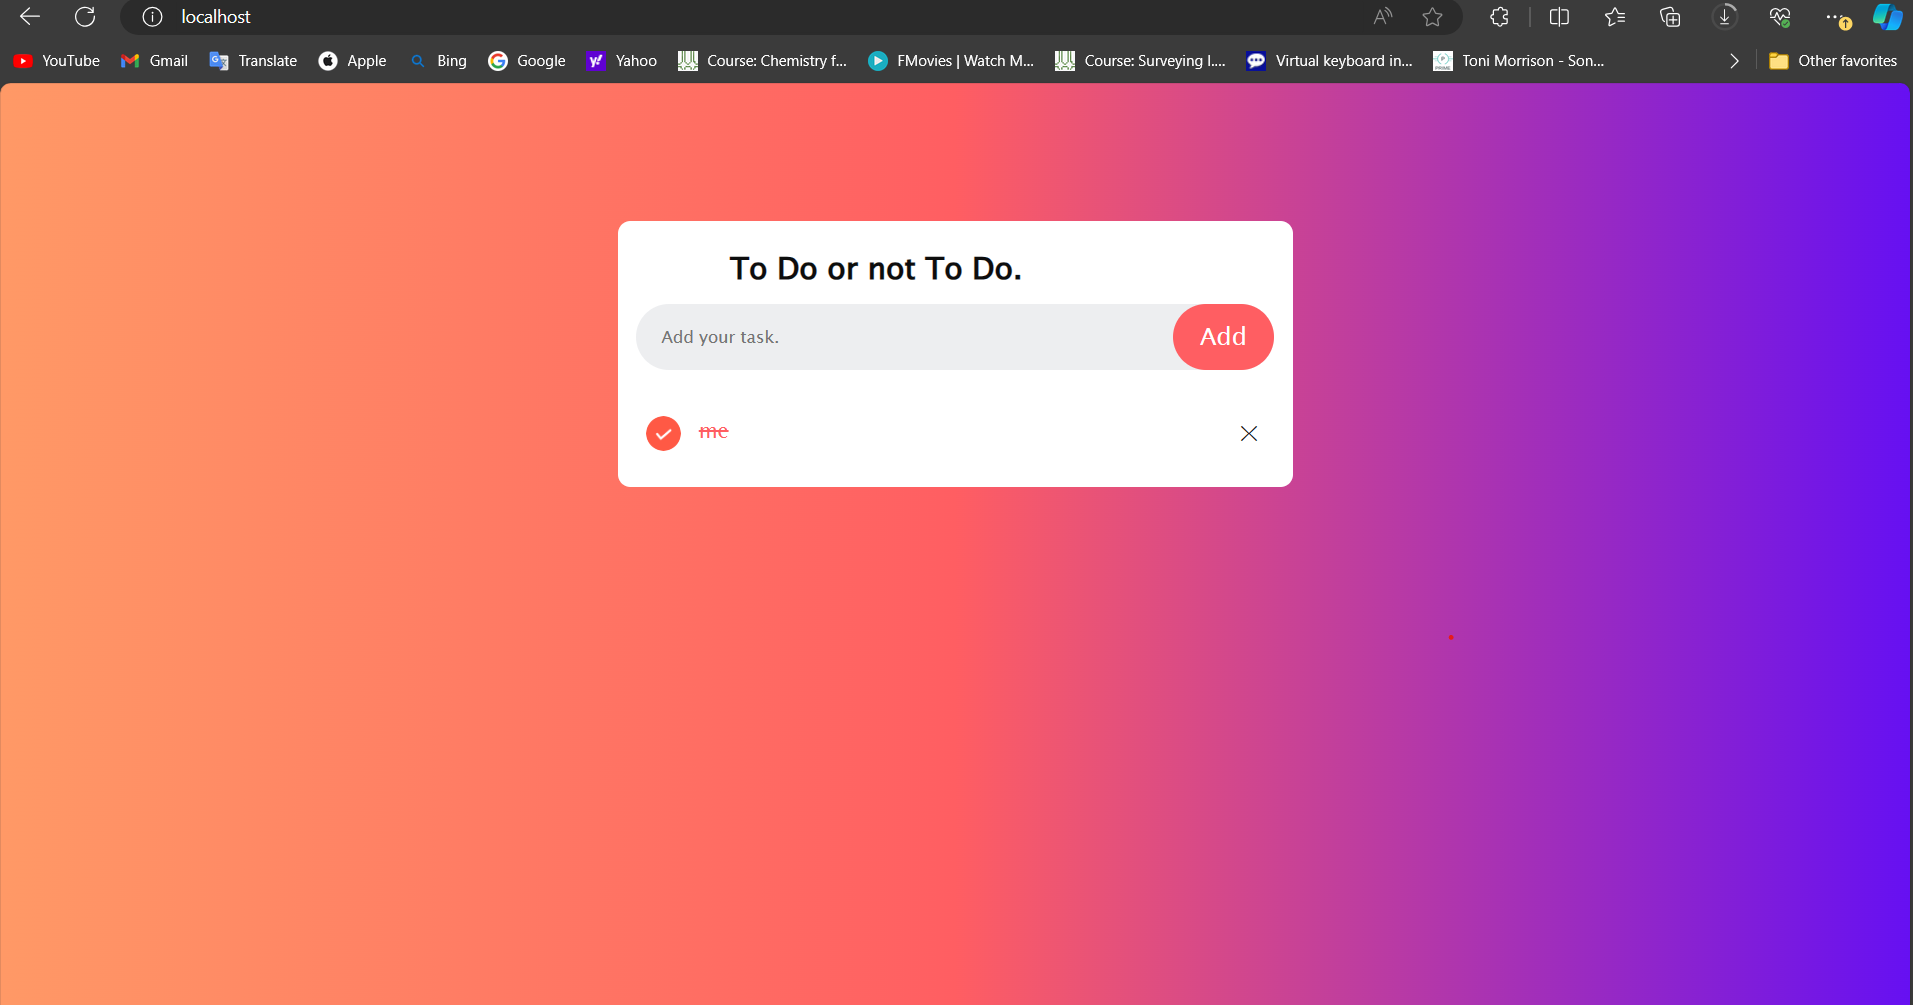 localhost
YouTube Gmail Translate Apple Bing Google Yahoo Course: Chemistry f... FMovies | Watch M... Course: Surveying I.... Virtual keyboard in... Toni Morrison - Son... Other favorites
To Do or not To Do.
Add your task. Add
me